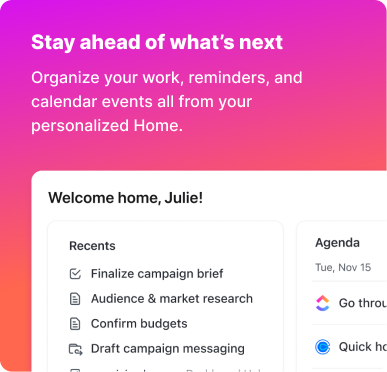 Stay ahead of what's next
Organize your work, reminders, and
calendar events all from your
personalized Home.
Welcome home, Julie!
Recents
Finalize campaign brief
Audience & market research
Confirm budgets
Draft campaign messaging
Agenda
Tue, Nov 15
Go throu
Quick ho